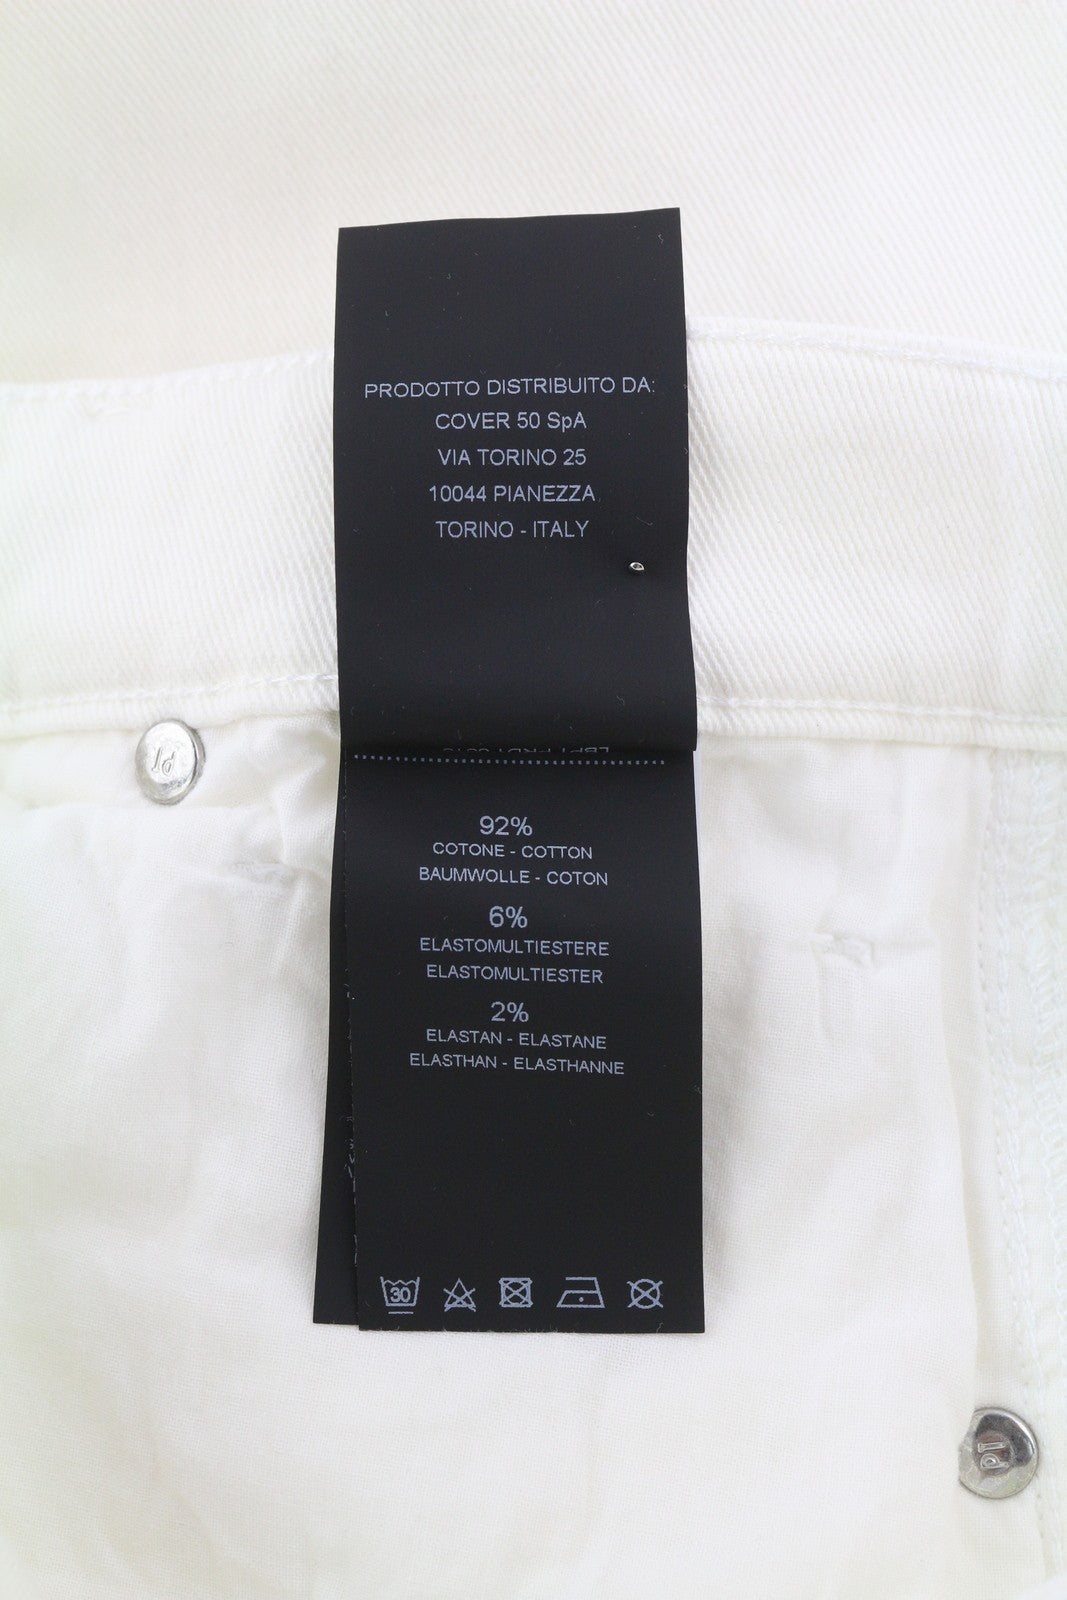 PRODOTTO DISTRIBUITO DA:
COVER 50 SpA
VIA TORINO 25
10044 PIANEZZA
TORINO - ITALY
92%
COTONE - COTTON
BAUMWOLLE - COTON
6%
ELASTOMULTIESTERE
ELASTOMULTIESTER
2%
ELASTAN - ELASTANE
ELASTHAN - ELASTHANNE
30